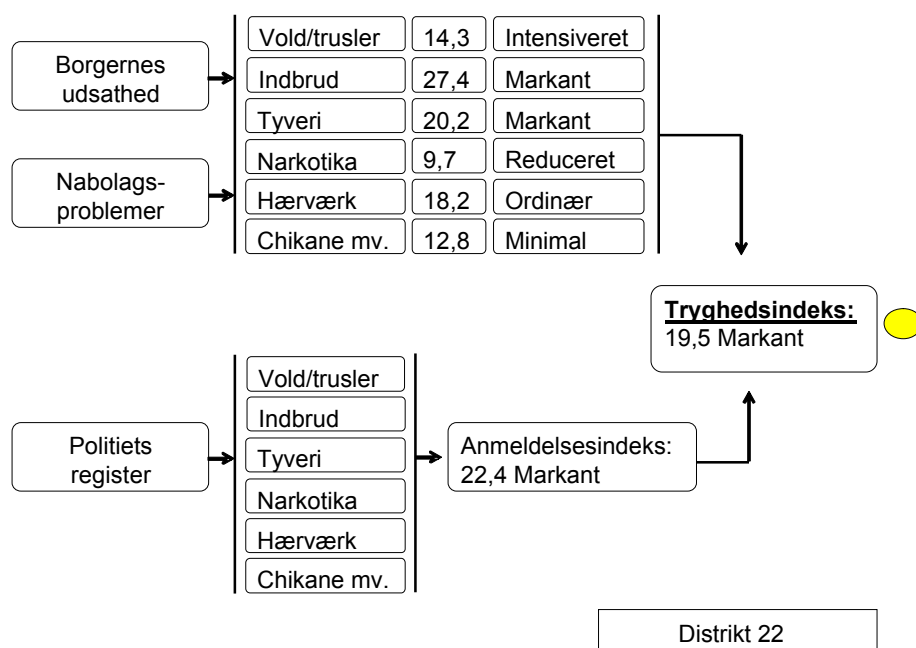 Borgernes
udsathed
Nabolags-
problemer
Vold/trusler 14,3 Intensiveret
Indbrud 27,4 Markant
Tyveri 20,2 Markant
Narkotika 9,7 Reduceret
Hærværk 18,2 Ordinær
Chikane mv. 12,8 Minimal
Tryghedsindeks:
19,5 Markant
Politiets
register
Vold/trusler
Indbrud
Tyveri
Narkotika
Hærværk
Chikane mv.
Anmeldelsesindeks:
22,4 Markant
Distrikt 22